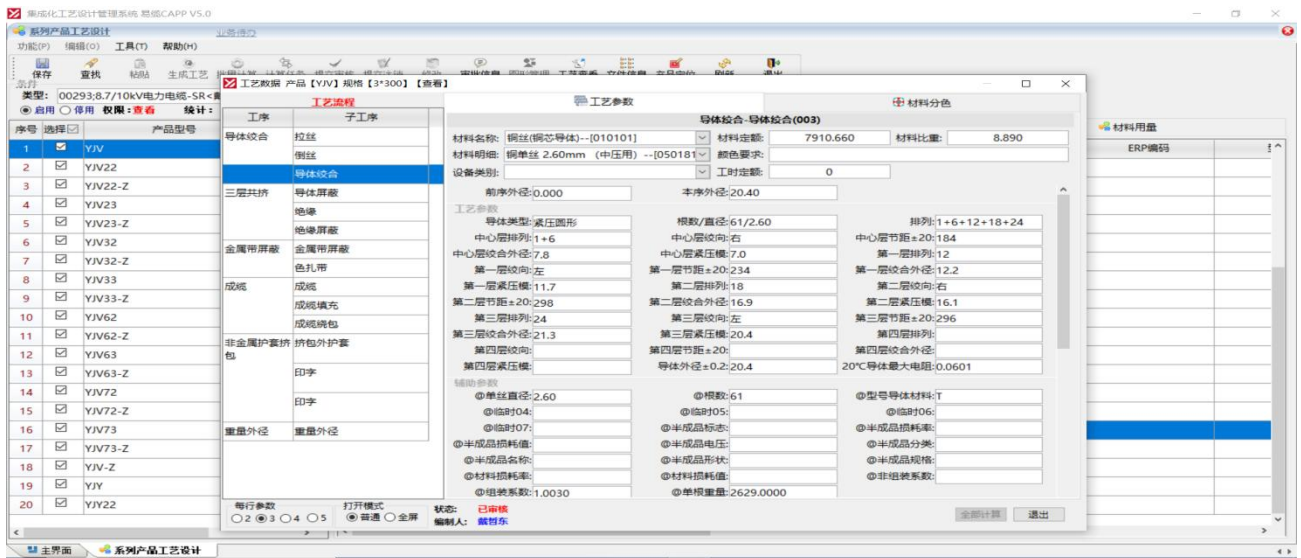 集成化工艺设计管理系统 易缆CAPP V5.0
系列产品工艺设计 业务待办
功能(P) 编辑(O) 工具(T) 帮助(H)
保存 查找 粘贴 生成工艺
条件
类型: 00293;8.7/10kV电力电缆-SR<
启用 停用 权限:查看 统计:
序号 选择 产品型号
1 YJV
2 YJV22
3 YJV22-Z
4 YJV23
5 YJV23-Z
6 YJV32
7 YJV32-Z
8 YJV33
9 YJV33-Z
10 YJV62
11 YJV62-Z
12 YJV63
13 YJV63-Z
14 YJV72
15 YJV72-Z
16 YJV73
17 YJV73-Z
18 YJV-Z
19 YJY
20 YJY22
工艺数据 产品【YJV】规格【3*300】【查看】
工艺流程
工序 子工序
导体绞合 拉丝
倒丝
导体绞合
三层共挤 导体屏蔽
绝缘
绝缘屏蔽
金属带屏蔽 金属带屏蔽
色扎带
成缆 成缆
成缆填充
成缆绕包
非金属护套挤包 挤包外护套
印字
印字
重量外径 重量外径
每行参数 打开模式
2 3 4 5 普通 全屏
工艺参数 材料分色
导体绞合-导体绞合(003)
材料名称: 铜丝(铜芯导体)--[010101] 材料定额: 7910.660 材料比重: 8.890
材料明细: 铜单丝 2.60mm （中压用）--[050181 颜色要求:
设备类别: 工时定额: 0
前序外径:0.000 本序外径:20.40
工艺参数
导体类型:紧压圆形 根数/直径:61/2.60 排列:1+6+12+18+24
中心层排列:1+6 中心层绞向:右 中心层节距±20:184
中心层绞合外径:7.8 中心层紧压模:7.0 第一层排列:12
第一层绞向:左 第一层节距±20:234 第一层绞合外径:12.2
第一层紧压模:11.7 第二层排列:18 第二层绞向:右
第二层节距±20:298 第二层绞合外径:16.9 第二层紧压模:16.1
第三层排列:24 第三层绞向:左 第三层节距±20:296
第三层绞合外径:21.3 第三层紧压模:20.4 第四层排列:
第四层绞向: 第四层节距±20: 第四层绞合外径:
第四层紧压模: 导体外径±0.2:20.4 20℃导体最大电阻:0.0601
辅助参数
@单丝直径:2.60 @根数:61 @型号导体材料:T
@临时04: @临时05: @临时06:
@临时07: @半成品标志: @半成品损耗率:
@半成品损耗值: @半成品电压: @半成品分类:
@半成品名称: @半成品形状: @半成品规格:
@材料损耗率: @材料损耗值: @非组装系数:
@组装系数:1.0030 @单根重量:2629.0000
状态: 已审核
编制人: 戴哲东
全部计算 退出
材料用量
ERP编码
主界面 系列产品工艺设计